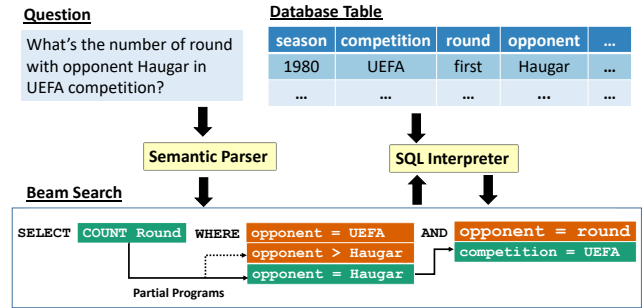 Question
What's the number of round
with opponent Haugar in
UEFA competition?
Database Table
season competition round opponent ...
1980 UEFA first Haugar ...
... ... ... ... ...
Semantic Parser
SQL Interpreter
Beam Search
SELECT COUNT Round WHERE opponent = UEFA AND opponent = round
opponent > Haugar competition = UEFA
opponent = Haugar
Partial Programs